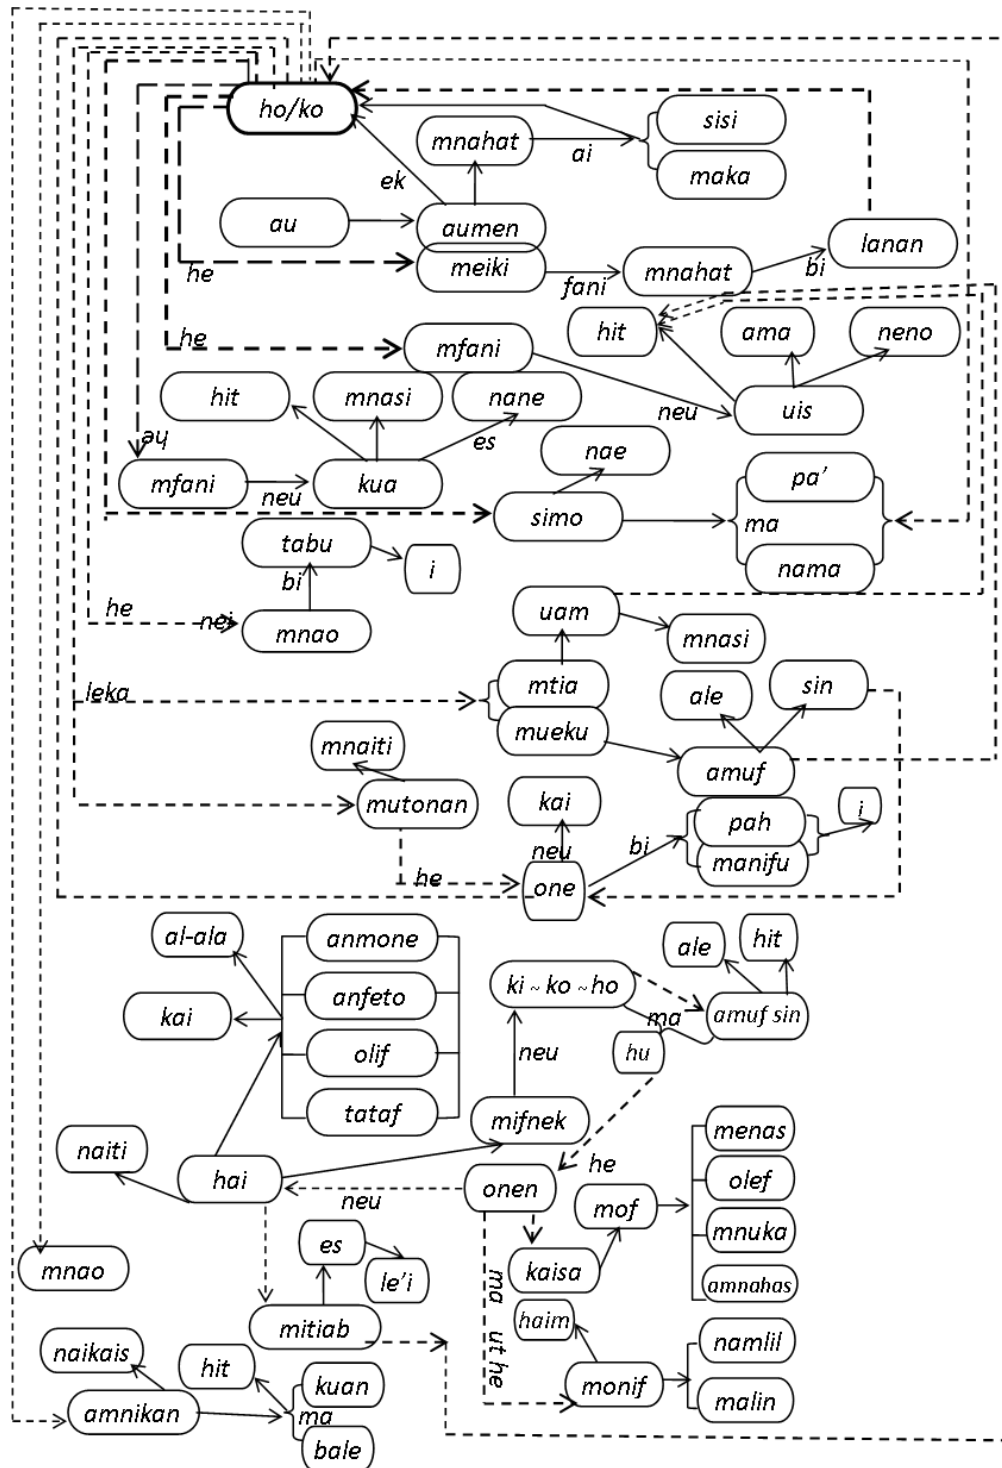 ho/ko
sisi
mnahat
ai
maka
ek
au
aumen
lanan
meiki
he
fani
mnahat
bi
hit
ama
neno
he
mfani
hit
mnasi
nane
neu
uis
es
nae
mfani
neu
kua
pa’
simo
ma
tabu
i
nama
bi
he
nei
mnao
uam
mnasi
leka
mtia
ale
sin
mueku
mnaiti
amuf
mutonan
kai
i
pah
neu
bi
manifu
he
one
al-ala
anmone
ale
hit
ki ~ ko ~ ho
anfeto
kai
ma
amuf sin
hu
olif
neu
tataf
mifnek
menas
naiti
he
olef
hai
onen
neu
mof
mnuka
es
mnao
le’i
kaisa
amnahas
ma ut he
haim
mitiab
namlil
naikais
hit
kuan
monif
malin
amnikan
ma
bale